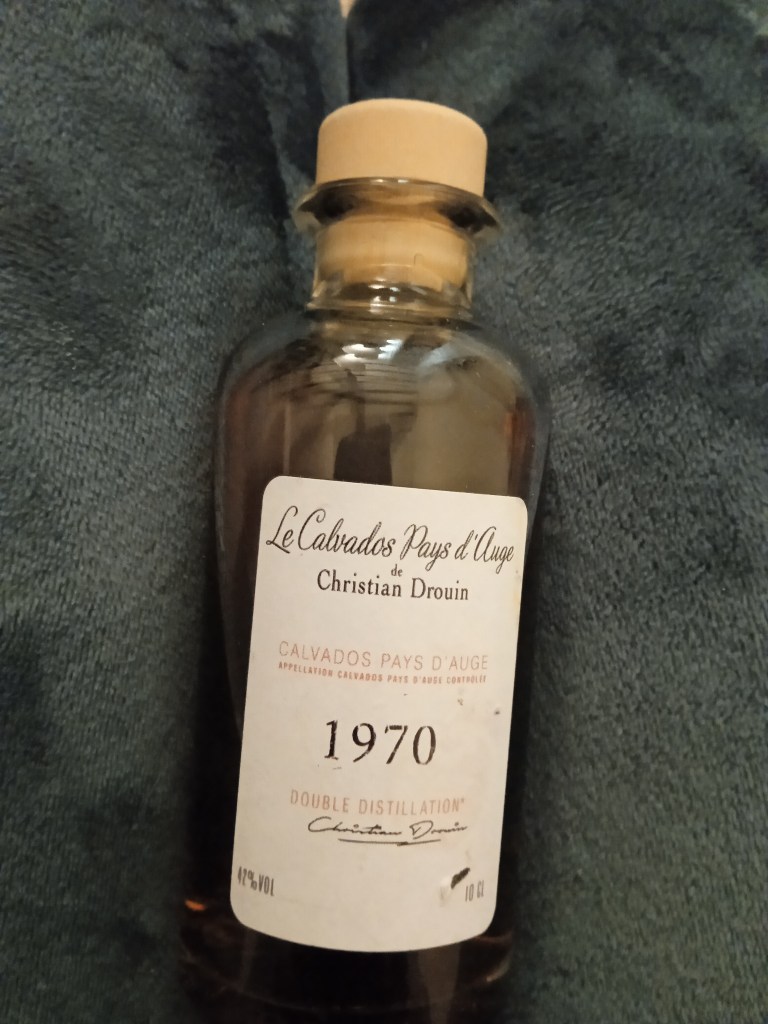 Le Calvados Pays d'Auge
de
Christian Drouin
CALVADOS PAYS D'AUGE
APPELLATION CALVADOS PAYS D'AUGE CONTRÔLÉE
1970
DOUBLE DISTILLATION*
Christian Drouin
42%VOL 10 CL